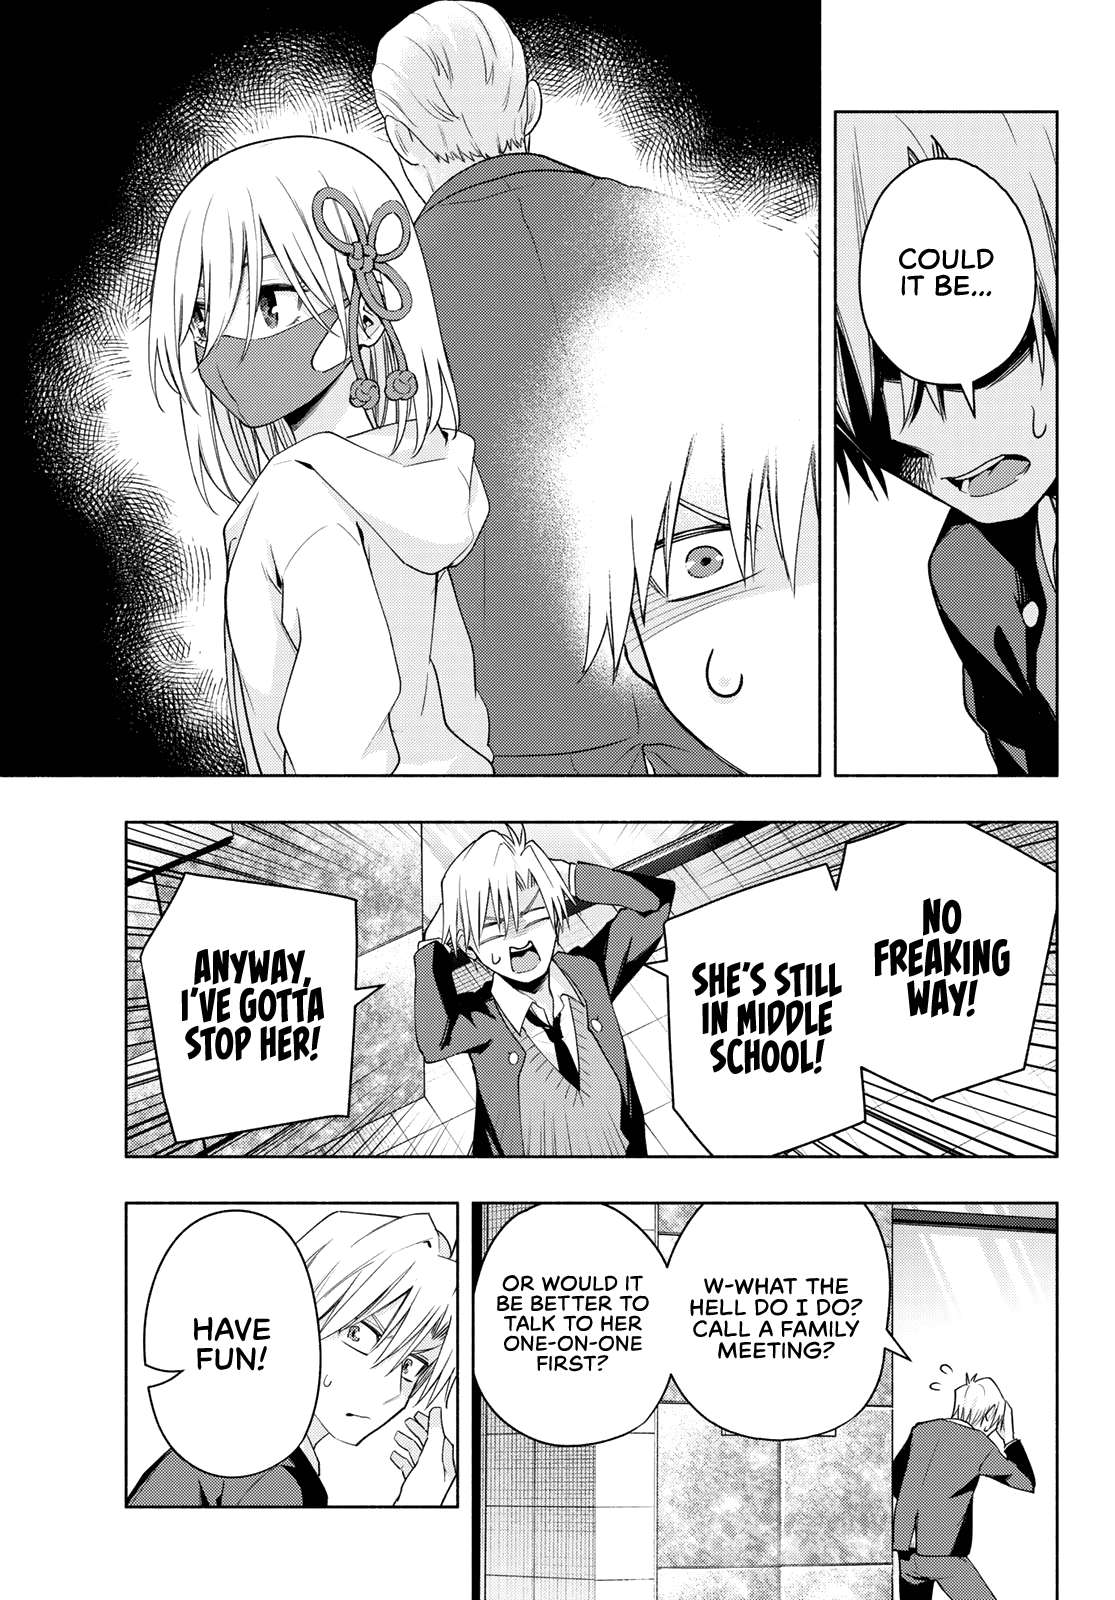 COULD
IT BE...
NO
FREAKING
WAY!
SHE'S STILL
IN MIDDLE
SCHOOL!
ANYWAY,
I'VE GOTTA
STOP HER!
W-WHAT THE
HELL DO I DO?
CALL A FAMILY
MEETING?
OR WOULD IT
BE BETTER TO
TALK TO HER
ONE-ON-ONE
FIRST?
HAVE
FUN!